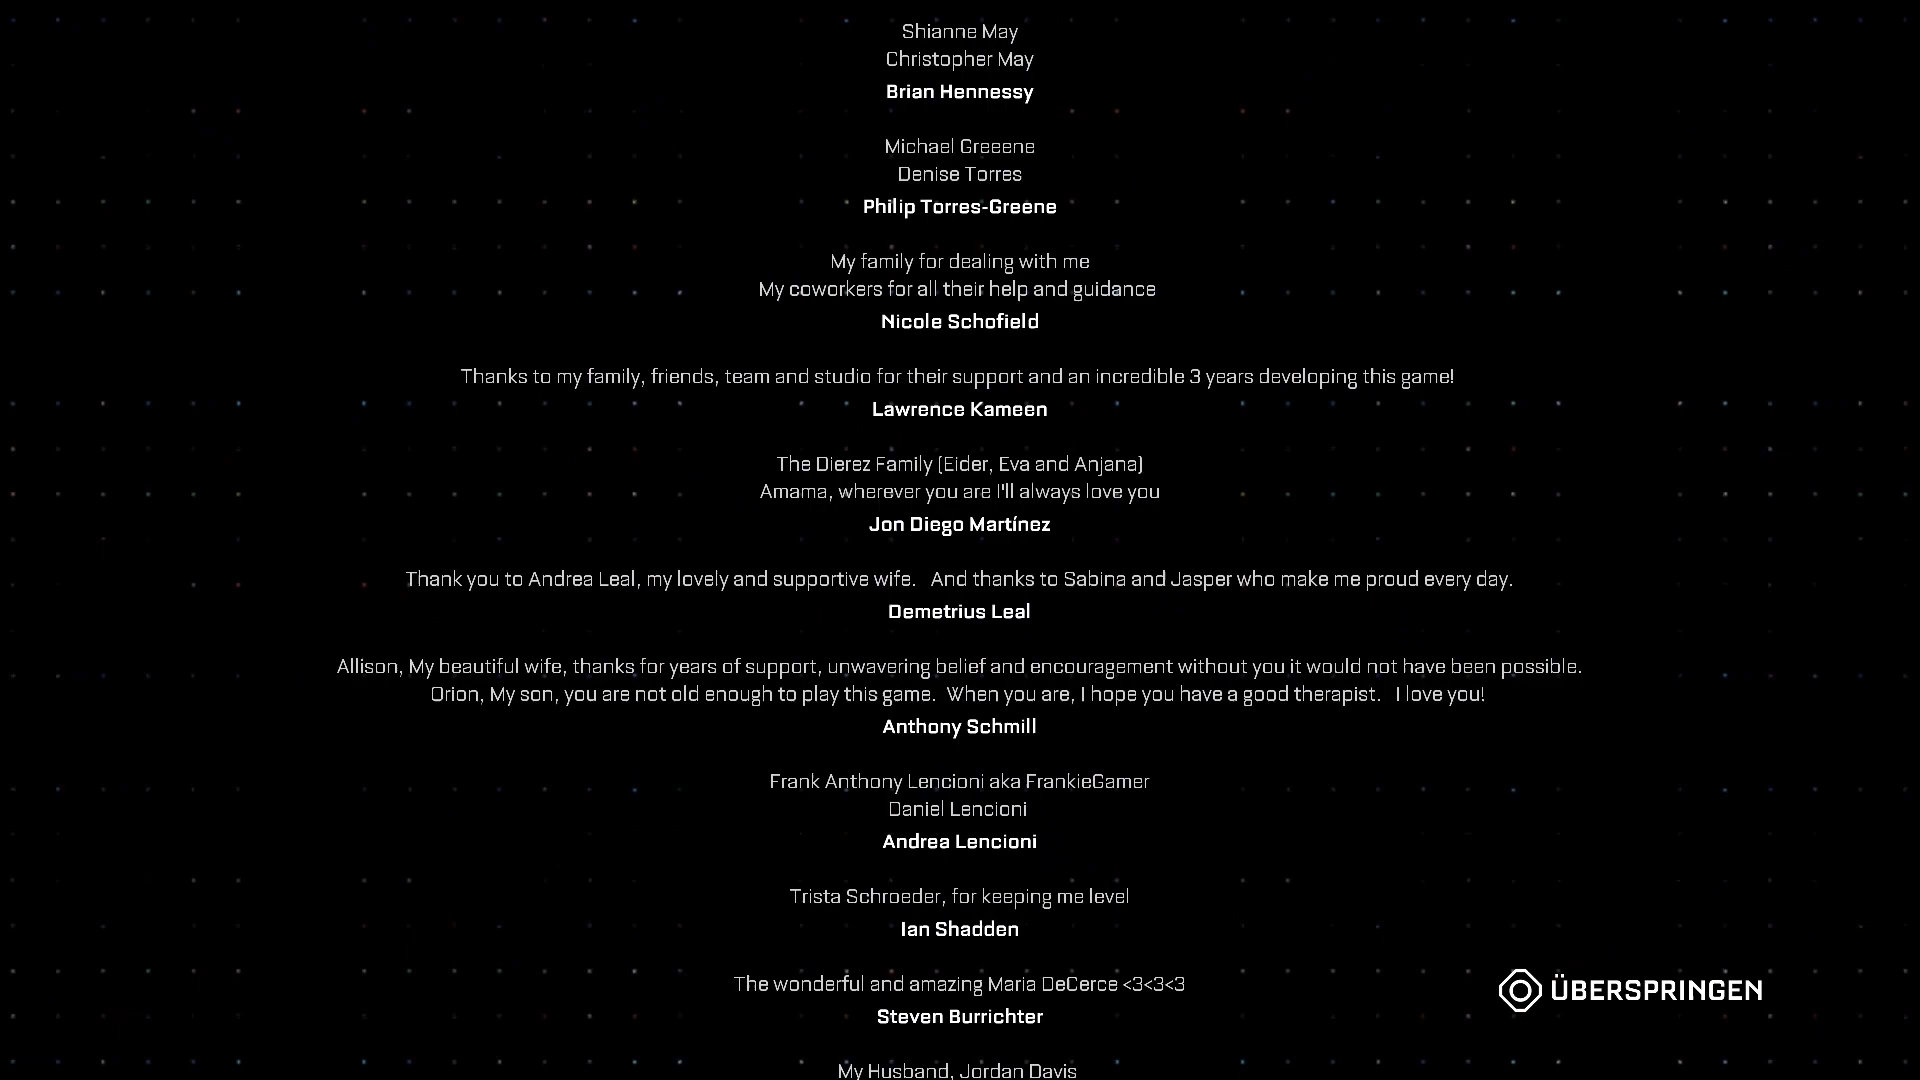 Shianne May
Christopher May
Brian Hennessy
Michael Greeene
Denise Torres
Philip Torres-Greene
My family for dealing with me
My coworkers for all their help and guidance
Nicole Schofield
Thanks to my family, friends, team and studio for their support and an incredible 3 years developing this game!
Lawrence Kameen
The Dierez Family (Eider, Eva and Anjana)
Amama, wherever you are I'll always love you
Jon Diego Martínez
Thank you to Andrea Leal, my lovely and supportive wife.   And thanks to Sabina and Jasper who make me proud every day.
Demetrius Leal
Allison, My beautiful wife, thanks for years of support, unwavering belief and encouragement without you it would not have been possible.
Orion, My son, you are not old enough to play this game.  When you are, I hope you have a good therapist.   I love you!
Anthony Schmill
Frank Anthony Lencioni aka FrankieGamer
Daniel Lencioni
Andrea Lencioni
Trista Schroeder, for keeping me level
Ian Shadden
The wonderful and amazing Maria DeCerce <3<3<3
ÜBERSPRINGEN
Steven Burrichter
My Husband, Jordan Davis